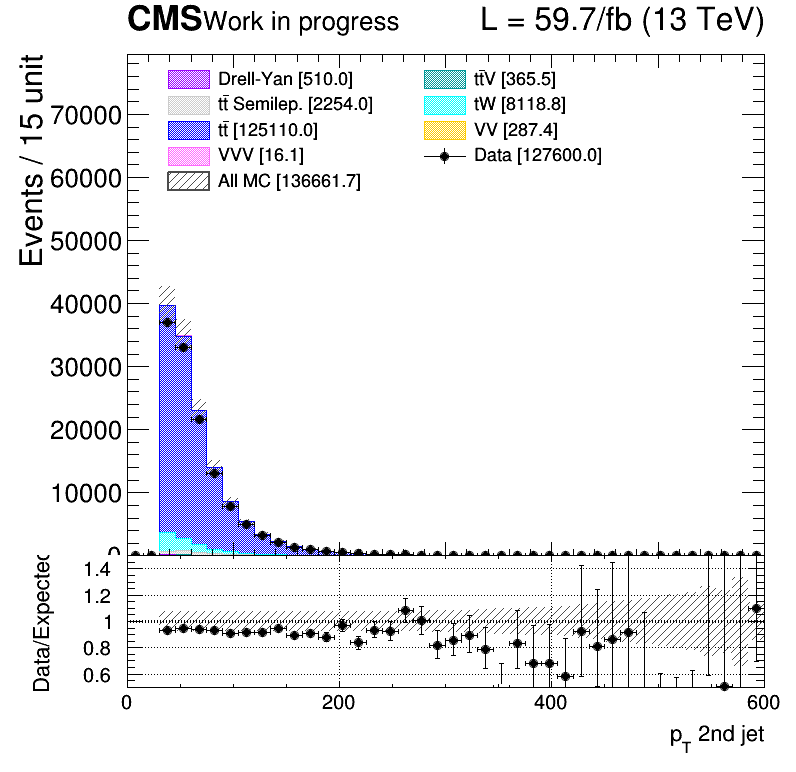 CMS Work in progress L = 59.7/fb (13 TeV)
Events / 15 unit
Drell-Yan [510.0]
tt̄ Semilep. [2254.0]
tt̄ [125110.0]
VVV [16.1]
All MC [136661.7]
tt̄V [365.5]
tW [8118.8]
VV [287.4]
Data [127600.0]
70000
60000
50000
40000
30000
20000
10000
0
Data/Expected
1.4
1.2
1
0.8
0.6
0 200 400 600
p_T 2nd jet